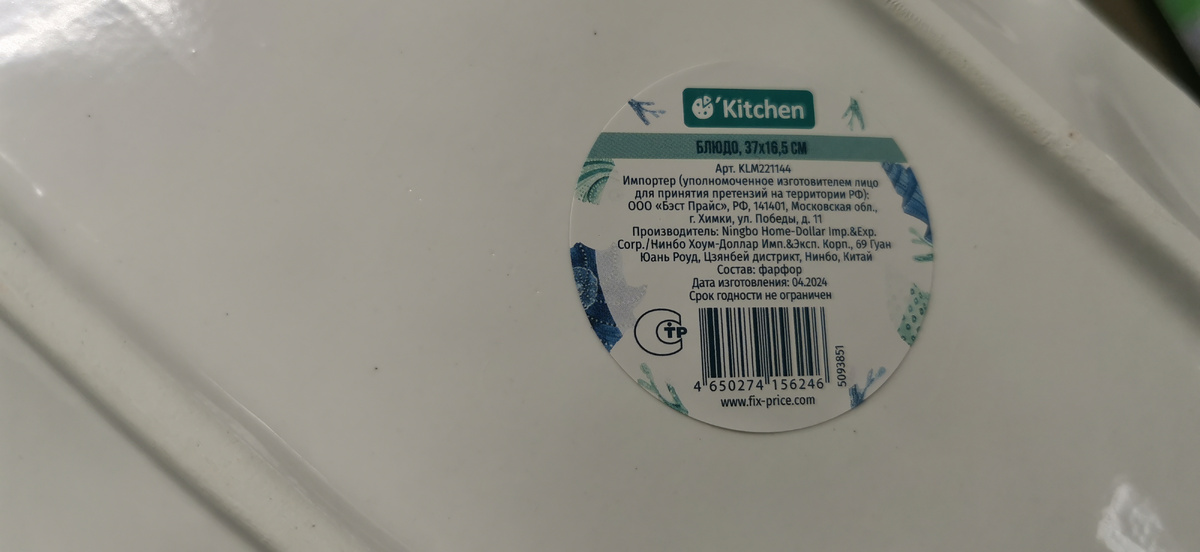 'Kitchen
БЛЮДО, 37х16,5 СМ
Арт. KLM221144
Импортер (уполномоченное изготовителем лицо
для принятия претензий на территории РФ):
ООО «Бэст Прайс», РФ, 141401, Московская обл.,
г. Химки, ул. Победы, д. 11
Производитель: Ningbo Home-Dollar Imp.&Exp.
Corp./Нинбо Хоум-Доллар Имп.&Эксп. Корп., 69 Гуан
Юань Роуд, Цзянбей дистрикт, Нинбо, Китай
Состав: фарфор
Дата изготовления: 04.2024
Срок годности не ограничен
СТР
4 650274 156246
5093851
www.fix-price.com